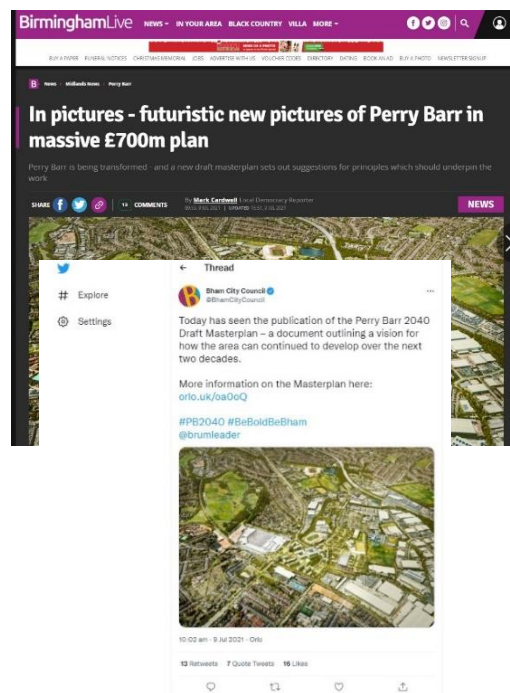 BirminghamLive NEWS IN YOUR AREA BLACK COUNTRY VILLA MORE
BUY A PAPER FUNERAL NOTICES CHRISTMAS MEMORIAL JOBS ADVERTISE WITH US VOUCHER CODES DIRECTORY DATING BOOK AN AD BUY A PHOTO NEWSLETTER SIGNUP
B News Midlands News Perry Barr
In pictures - futuristic new pictures of Perry Barr in
massive £700m plan
Perry Barr is being transformed - and a new draft masterplan sets out suggestions for principles which should underpin the
work
SHARE COMMENTS
By Mark Cardwell Local Democracy Reporter
NEWS
Thread
Explore
Settings
Bham City Council
@BhamCityCouncil
Today has seen the publication of the Perry Barr 2040
Draft Masterplan – a document outlining a vision for
how the area can continued to develop over the next
two decades.
More information on the Masterplan here:
orlo.uk/oa0oQ
#PB2040 #BeBoldBeBham
@brumleader
10:02 am · 9 Jul 2021 · Orlo
13 Retweets 7 Quote Tweets 16 Likes